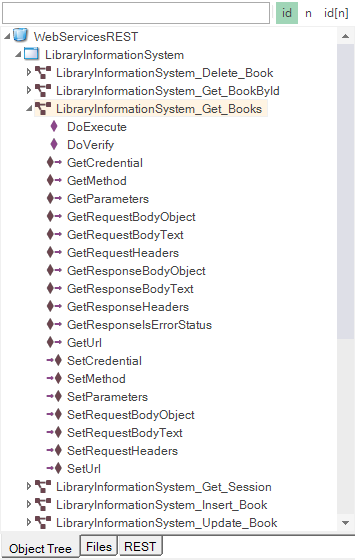 id n id[n]
WebServicesREST
LibraryInformationSystem
LibraryInformationSystem_Delete_Book
LibraryInformationSystem_Get_BookById
LibraryInformationSystem_Get_Books
DoExecute
DoVerify
GetCredential
GetMethod
GetParameters
GetRequestBodyObject
GetRequestBodyText
GetRequestHeaders
GetResponseBodyObject
GetResponseBodyText
GetResponseHeaders
GetResponseIsErrorStatus
GetUrl
SetCredential
SetMethod
SetParameters
SetRequestBodyObject
SetRequestBodyText
SetRequestHeaders
SetUrl
LibraryInformationSystem_Get_Session
LibraryInformationSystem_Insert_Book
LibraryInformationSystem_Update_Book
Object Tree Files REST